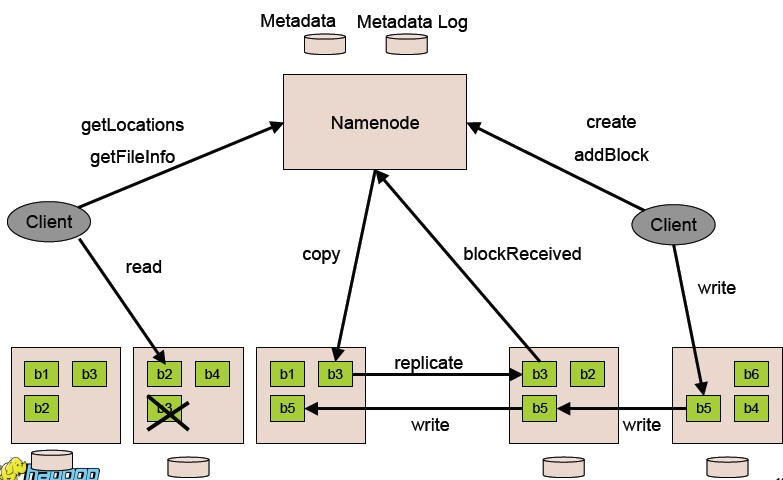 Metadata
Metadata Log
Namenode
getLocations
getFileInfo
create
addBlock
Client
Client
read
copy
blockReceived
write
b1
b3
b2
b2
b4
b3
b1
b3
b5
replicate
b3
b2
b5
write
write
b6
b5
b4
hadoop